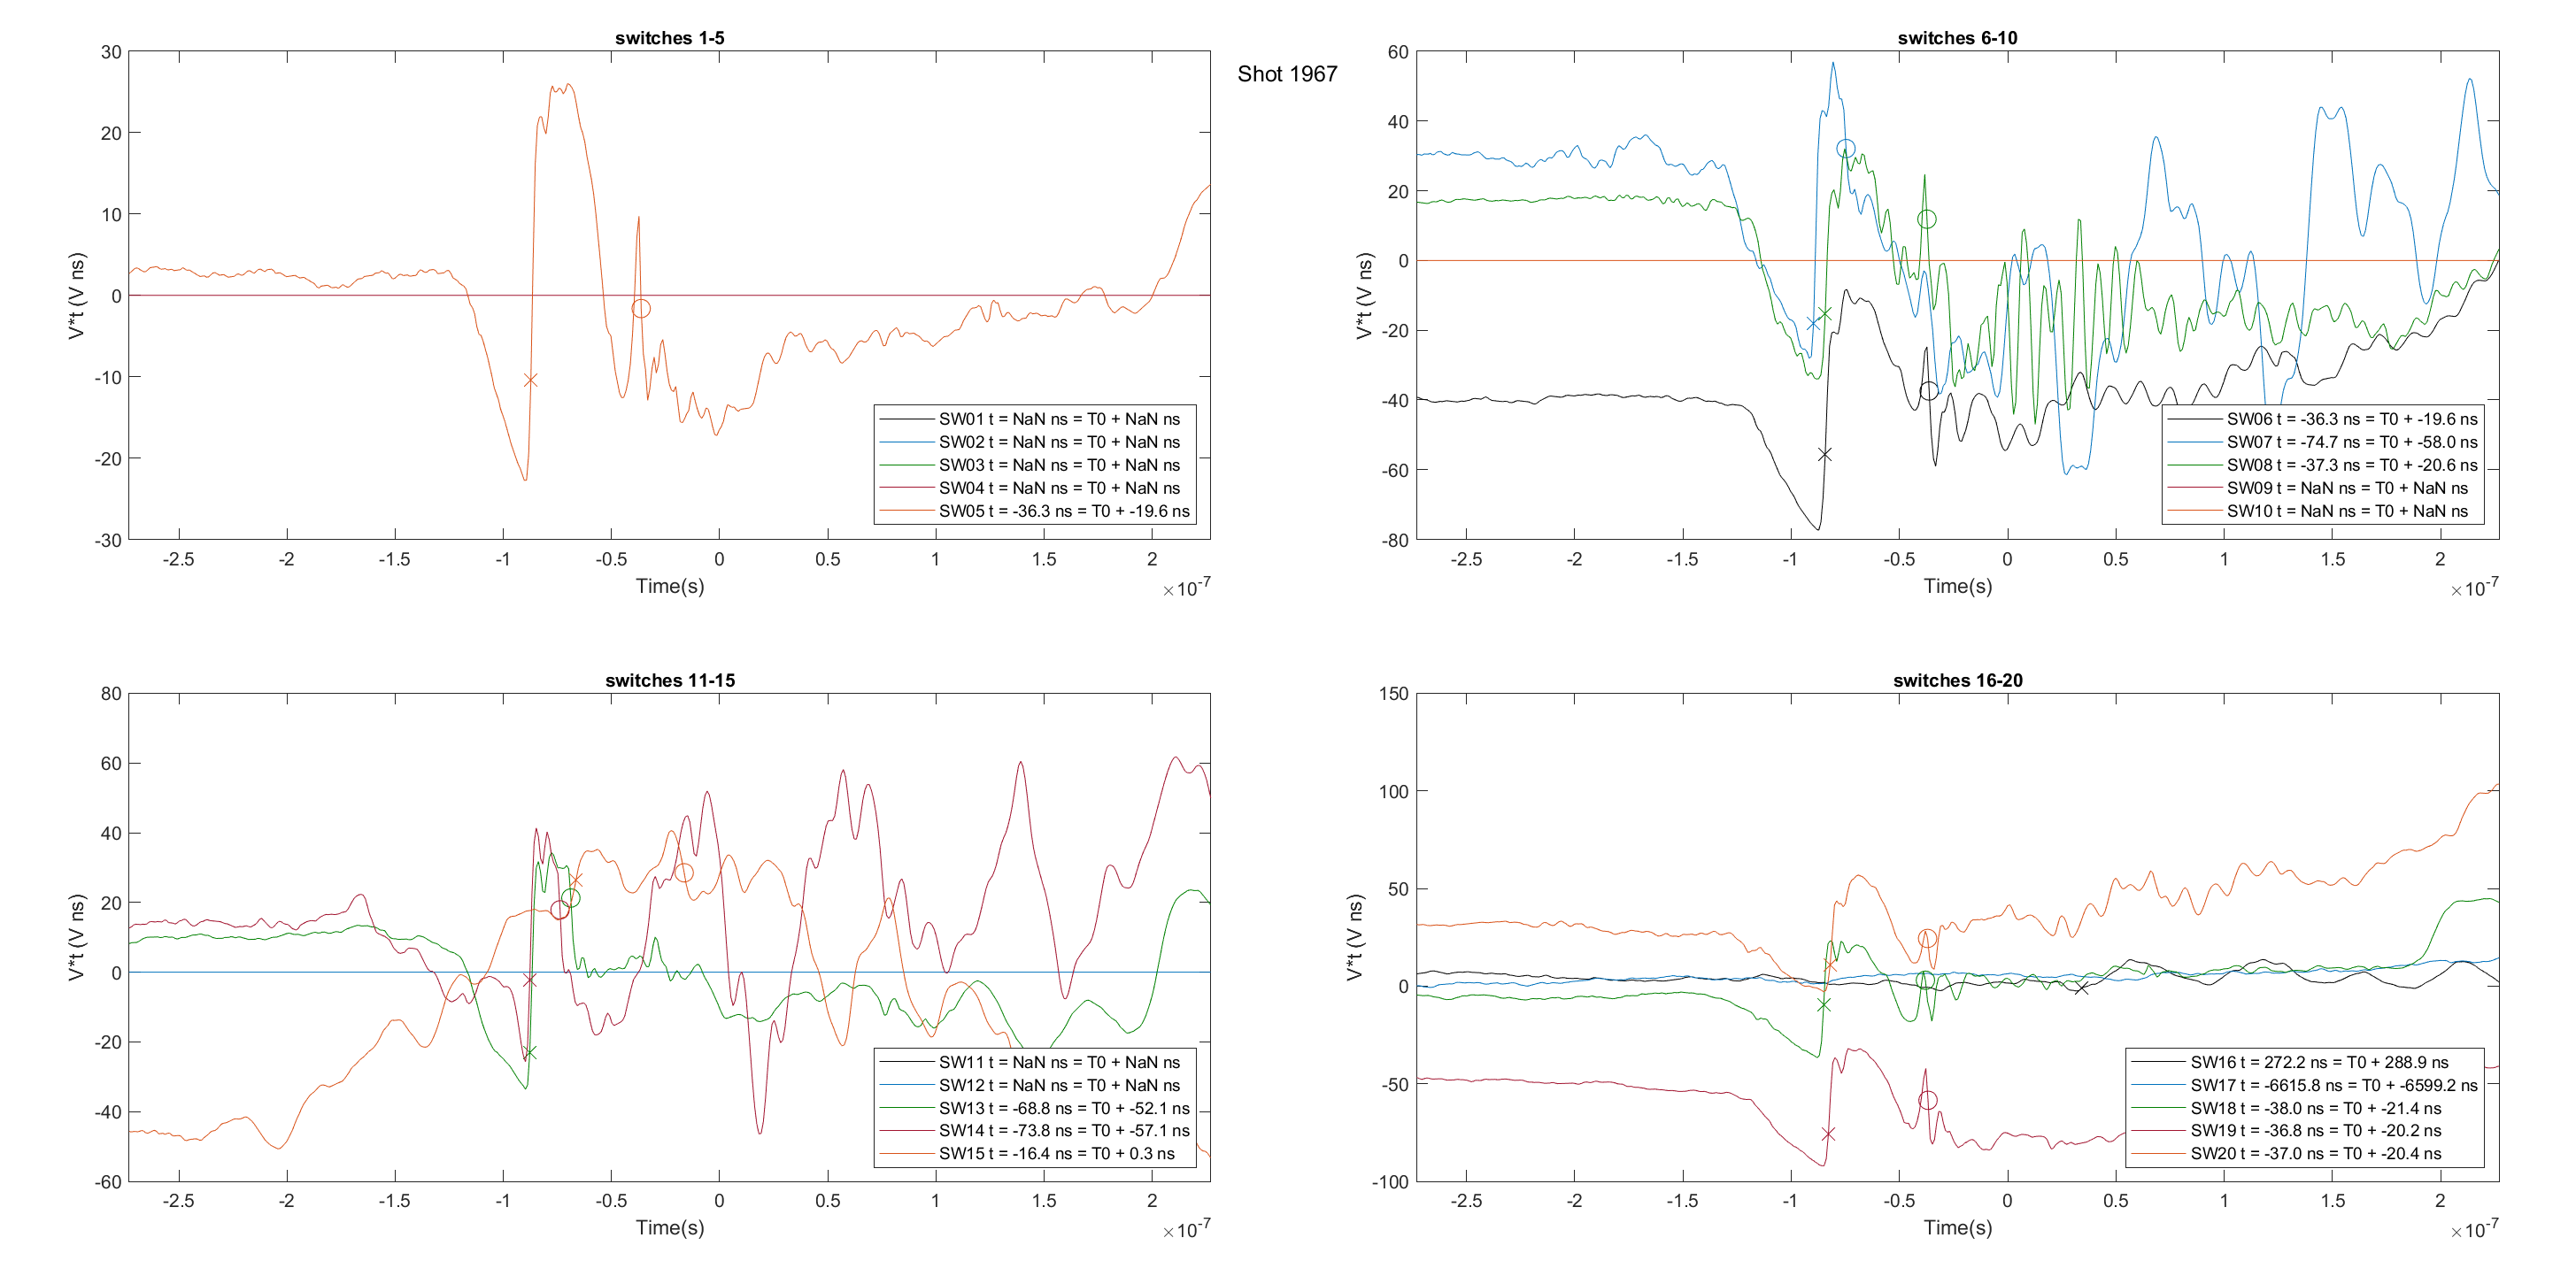 Shot 1967
switches 1-5
30
20
10
0
-10
-20
-30
V*t (V ns)
-2.5 -2 -1.5 -1 -0.5 0 0.5 1 1.5 2
Time(s)
×10-7
SW01 t = NaN ns = T0 + NaN ns
SW02 t = NaN ns = T0 + NaN ns
SW03 t = NaN ns = T0 + NaN ns
SW04 t = NaN ns = T0 + NaN ns
SW05 t = -36.3 ns = T0 + -19.6 ns
switches 6-10
60
40
20
0
-20
-40
-60
-80
V*t (V ns)
-2.5 -2 -1.5 -1 -0.5 0 0.5 1 1.5 2
Time(s)
×10-7
SW06 t = -36.3 ns = T0 + -19.6 ns
SW07 t = -74.7 ns = T0 + -58.0 ns
SW08 t = -37.3 ns = T0 + -20.6 ns
SW09 t = NaN ns = T0 + NaN ns
SW10 t = NaN ns = T0 + NaN ns
switches 11-15
80
60
40
20
0
-20
-40
-60
V*t (V ns)
-2.5 -2 -1.5 -1 -0.5 0 0.5 1 1.5 2
Time(s)
×10-7
SW11 t = NaN ns = T0 + NaN ns
SW12 t = NaN ns = T0 + NaN ns
SW13 t = -68.8 ns = T0 + -52.1 ns
SW14 t = -73.8 ns = T0 + -57.1 ns
SW15 t = -16.4 ns = T0 + 0.3 ns
switches 16-20
150
100
50
0
-50
-100
V*t (V ns)
-2.5 -2 -1.5 -1 -0.5 0 0.5 1 1.5 2
Time(s)
×10-7
SW16 t = 272.2 ns = T0 + 288.9 ns
SW17 t = -6615.8 ns = T0 + -6599.2 ns
SW18 t = -38.0 ns = T0 + -21.4 ns
SW19 t = -36.8 ns = T0 + -20.2 ns
SW20 t = -37.0 ns = T0 + -20.4 ns